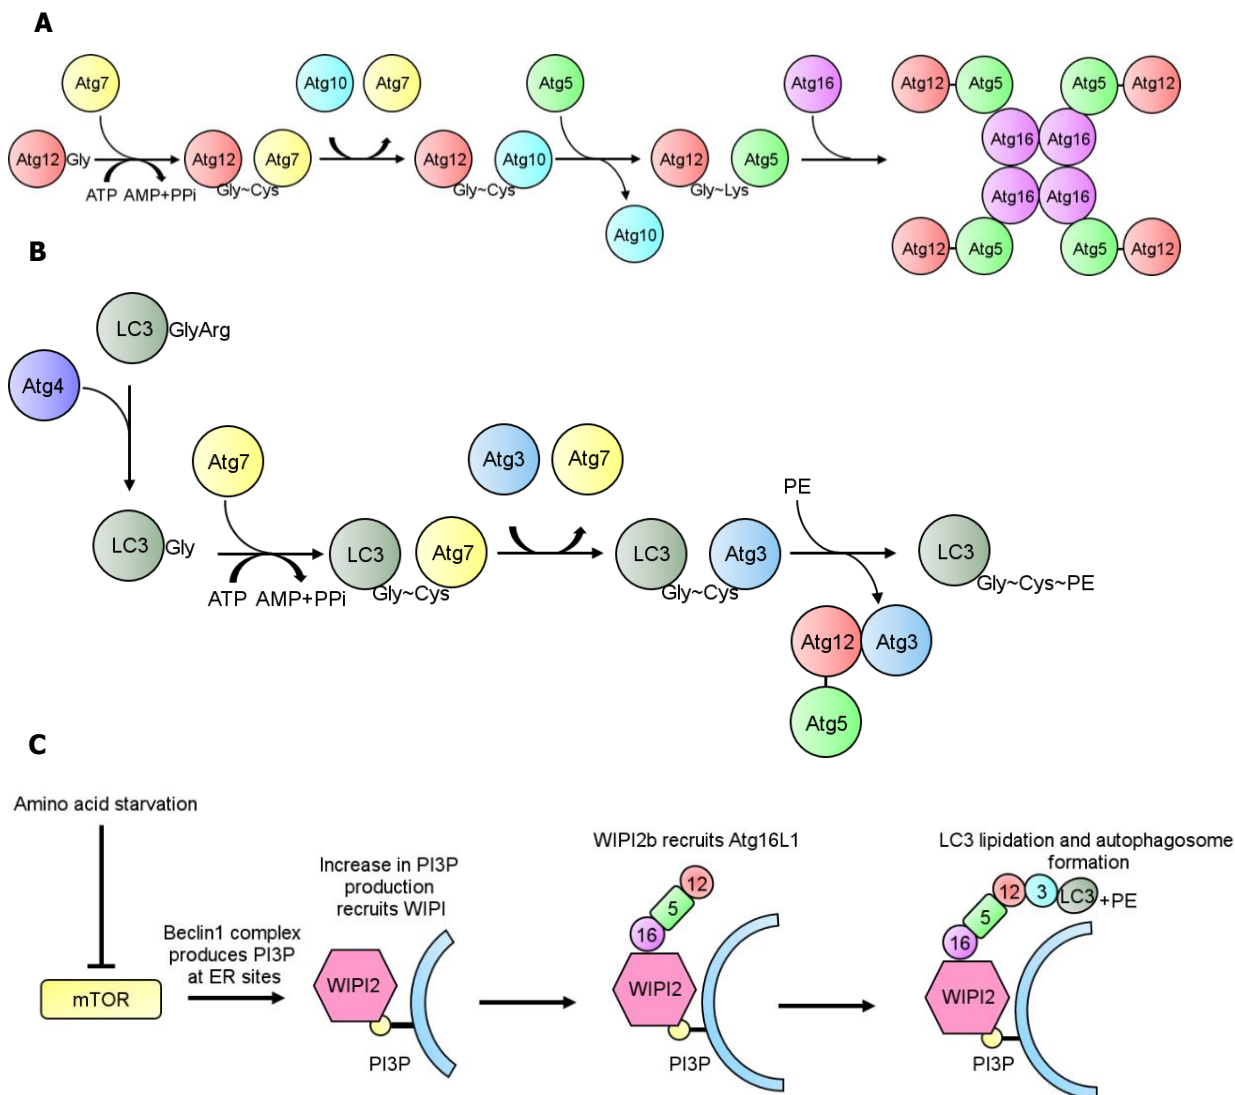 A
Atg7
Atg10 Atg7
Atg5
Atg16
Atg12 Atg5
Atg5 Atg12
Atg16 Atg16
Atg12 Gly
Atg12 Atg7
Atg12 Atg10
Atg12 Atg5
ATP AMP+PPi
Gly~Cys
Gly~Cys
Gly~Lys
Atg16 Atg16
Atg10
Atg12 Atg5
Atg5 Atg12
B
LC3 GlyArg
Atg4
Atg7
Atg3 Atg7
PE
LC3 Gly
LC3 Atg7
LC3 Atg3
LC3
ATP AMP+PPi
Gly~Cys
Gly~Cys
Gly~Cys~PE
Atg12 Atg3
Atg5
C
Amino acid starvation
mTOR
Beclin1 complex
produces PI3P
at ER sites
Increase in PI3P
production
recruits WIPI
WIPI2
PI3P
WIPI2b recruits Atg16L1
12
5
16
WIPI2
PI3P
LC3 lipidation and autophagosome
formation
12 3 LC3 +PE
5
16
WIPI2
PI3P